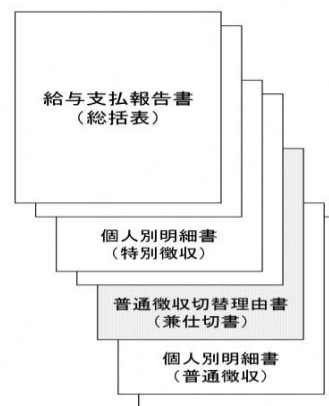 給与支払報告書
（総括表）
個人別明細書
（特別徴収）
普通徴収切替理由書
（兼仕切書）
個人別明細書
（普通徴収）